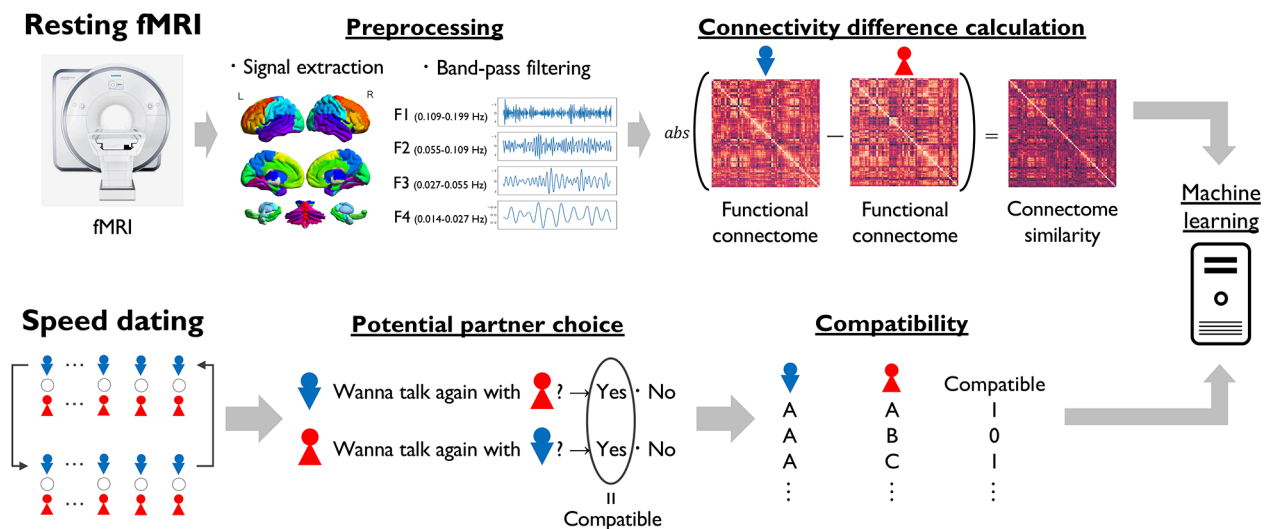 Resting fMRI
fMRI
Preprocessing
・Signal extraction
L
R
・Band-pass filtering
F1 (0.109-0.199 Hz)
F2 (0.055-0.109 Hz)
F3 (0.027-0.055 Hz)
F4 (0.014-0.027 Hz)
Connectivity difference calculation
abs
−
=
Functional
connectome
Functional
connectome
Connectome
similarity
Machine
learning
Speed dating
...
...
...
...
Potential partner choice
Wanna talk again with ? → Yes・No
Wanna talk again with ? → Yes・No
=
Compatible
Compatibility
Compatible
A A 1
A B 0
A C 1
⋮ ⋮ ⋮